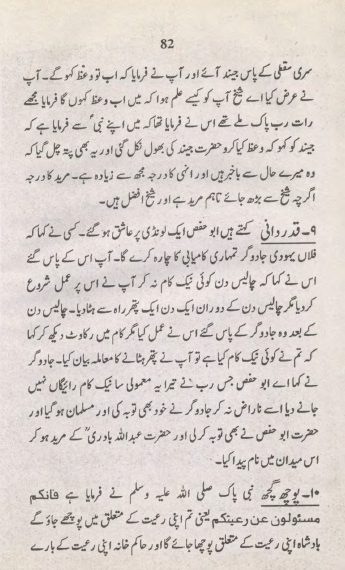 82
سری سقطی کے پاس جنید آئے اور آپ نے فرمایا کہ اب تو وعظ کہو گے۔ آپ
نے عرض کیا اے شیخ آپ کو کیسے علم ہوا کہ میں اب وعظ کہوں گا فرمایا مجھے
رات رب پاک ملے تھے اس نے فرمایا تھا کہ میں اپنے نبی سے فرمایا ہے کہ
جنید کو کہو کہ وعظ کیا کرو حضرت جنید کی بھول نکل گئی اور یہ بھی پتہ چل گیا کہ
وہ میرے حال سے باخبر ہیں اور انہی کا درجہ مجھ سے زیادہ ہے۔ مرید کا درجہ
اگرچہ شیخ سے بڑھ جائے تاہم مرید ہے اور شیخ افضل ہیں۔
۹۔ قدردانی کہتے ہیں ابو حفص ایک لونڈی پر عاشق ہو گئے۔ کسی نے کہا کہ
فلاں یہودی جادوگر تمہاری کامیابی کا چارہ کرے گا۔ آپ اس کے پاس گئے
اس نے کہا کہ چالیس دن کوئی نیک کام نہ کر آپ نے اس پر عمل شروع
کر دیا مگر چالیس دن کے دوران ایک دن ایک پتھر راہ سے ہٹا دیا۔ چالیس دن
کے بعد وہ جادوگر کے پاس گئے اس نے عمل کیا مگر کام میں رکاوٹ دیکھ کر کہا
کہ تم نے کوئی نیک کام کیا ہے تو آپ نے پتھر ہٹانے کا معاملہ بیان کیا۔ جادوگر
نے کہا اے ابو حفص جس رب نے تیرا یہ معمولی سا نیک کام رائیگاں نہیں
جانے دیا اسے ناراض نہ کر جادوگر نے خود بھی توبہ کی اور مسلمان ہو گیا اور
حضرت ابو حفص نے بھی توبہ کر لی اور حضرت عبداللہ باوردی کے مرید ہو کر
اس میدان میں نام پیدا کیا۔
۱۰۔ پوچھ گچھ نبی پاک صلی اللہ علیہ وسلم نے فرمایا ہے فانکم
مسئولون عن رعیتکم یعنی تم اپنی رعیت کے متعلق میں پوچھے جاؤ گے
بادشاہ اپنی رعیت کے متعلق پوچھا جائے گا اور حاکم خانہ اپنی رعیت کے بارے